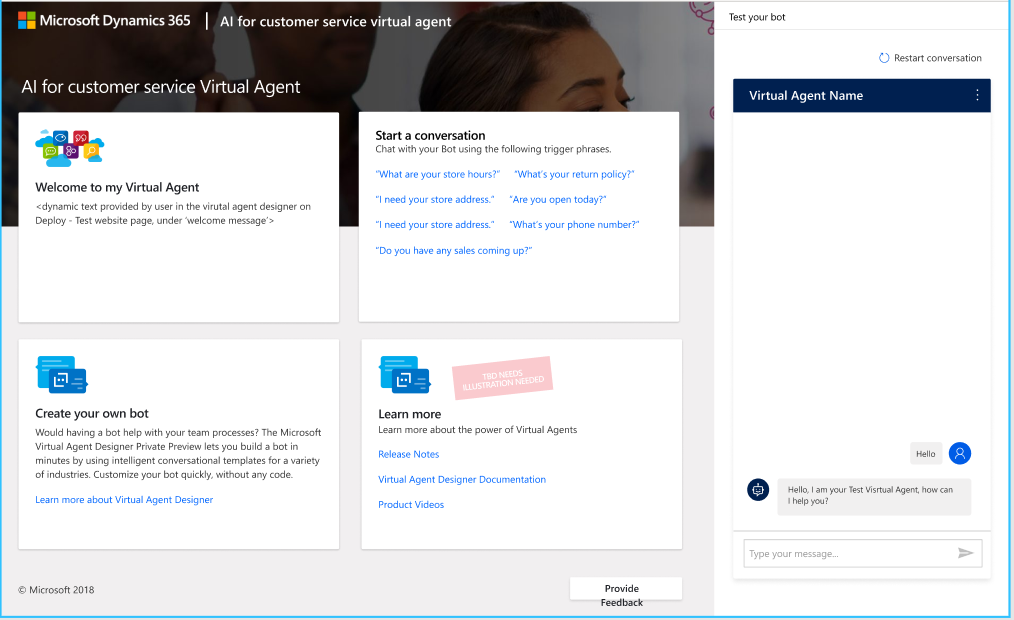 Microsoft Dynamics 365 | AI for customer service virtual agent
AI for customer service Virtual Agent
Welcome to my Virtual Agent
<dynamic text provided by user in the virutal agent designer on
Deploy - Test website page, under ‘welcome message’>
Start a conversation
Chat with your Bot using the following trigger phrases.
“What are your store hours?” “What’s your return policy?”
“I need your store address.” “Are you open today?”
“I need your store address.” “What’s your phone number?”
“Do you have any sales coming up?”
Create your own bot
Would having a bot help with your team processes? The Microsoft
Virtual Agent Designer Private Preview lets you build a bot in
minutes by using intelligent conversational templates for a variety
of industries. Customize your bot quickly, without any code.
Learn more about Virtual Agent Designer
TBD NEEDS
ILLUSTRATION NEEDED
Learn more
Learn more about the power of Virtual Agents
Release Notes
Virtual Agent Designer Documentation
Product Videos
© Microsoft 2018
Provide
Feedback
Test your bot
Restart conversation
Virtual Agent Name
Hello
Hello, I am your Test Visrtual Agent, how can
I help you?
Type your message...